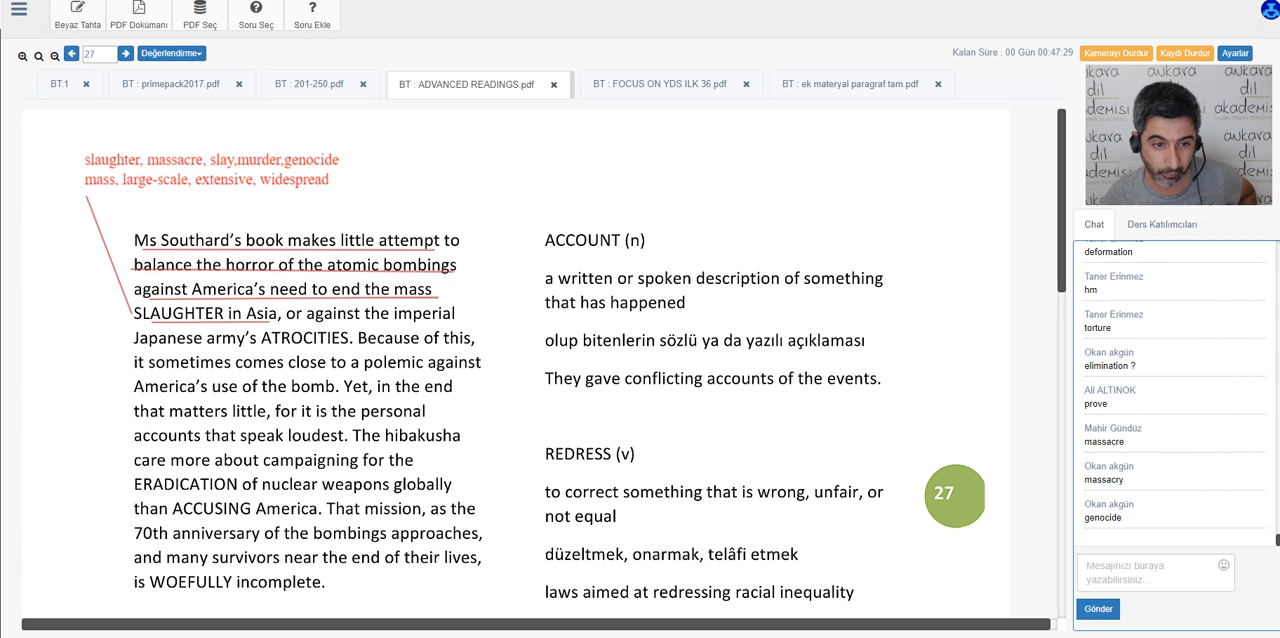 Beyaz Tahta
PDF Dokümanı
PDF Seç
Soru Seç
Soru Ekle
27
Değerlendirme
Kalan Süre : 00 Gün 00:47:29
Kamerayı Durdur
Kaydı Durdur
Ayarlar
BT.1
BT : primepack2017.pdf
BT : 201-250.pdf
BT : ADVANCED READINGS.pdf
BT : FOCUS ON YDS ILK 36.pdf
BT : ek materyal paragraf tam.pdf
slaughter, massacre, slay,murder,genocide
mass, large-scale, extensive, widespread
Ms Southard’s book makes little attempt to
balance the horror of the atomic bombings
against America’s need to end the mass
SLAUGHTER in Asia, or against the imperial
Japanese army’s ATROCITIES. Because of this,
it sometimes comes close to a polemic against
America’s use of the bomb. Yet, in the end
that matters little, for it is the personal
accounts that speak loudest. The hibakusha
care more about campaigning for the
ERADICATION of nuclear weapons globally
than ACCUSING America. That mission, as the
70th anniversary of the bombings approaches,
and many survivors near the end of their lives,
is WOEFULLY incomplete.
ACCOUNT (n)
a written or spoken description of something
that has happened
olup bitenlerin sözlü ya da yazılı açıklaması
They gave conflicting accounts of the events.
REDRESS (v)
to correct something that is wrong, unfair, or
not equal
düzeltmek, onarmak, telâfi etmek
laws aimed at redressing racial inequality
27
ankara
dil
akademisi
Chat
Ders Katılımcıları
Taner Erinmez
deformation
Taner Erinmez
hm
Taner Erinmez
torture
Okan akgün
elimination ?
Ali ALTINOK
prove
Mahir Gündüz
massacre
Okan akgün
massacry
Okan akgün
genocide
Mesajınızı buraya
yazabilirsiniz...
Gönder